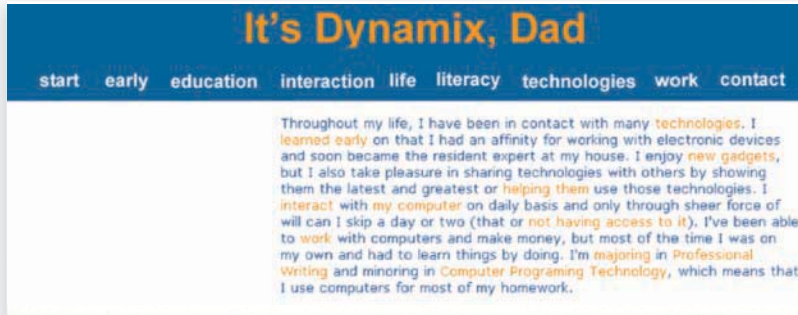 It's Dynamix, Dad
start early education interaction life literacy technologies work contact
Throughout my life, I have been in contact with many technologies. I
learned early on that I had an affinity for working with electronic devices
and soon became the resident expert at my house. I enjoy new gadgets,
but I also take pleasure in sharing technologies with others by showing
them the latest and greatest or helping them use those technologies. I
interact with my computer on daily basis and only through sheer force of
will can I skip a day or two (that or not having access to it). I've been able
to work with computers and make money, but most of the time I was on
my own and had to learn things by doing. I'm majoring in Professional
Writing and minoring in Computer Programing Technology, which means that
I use computers for most of my homework.